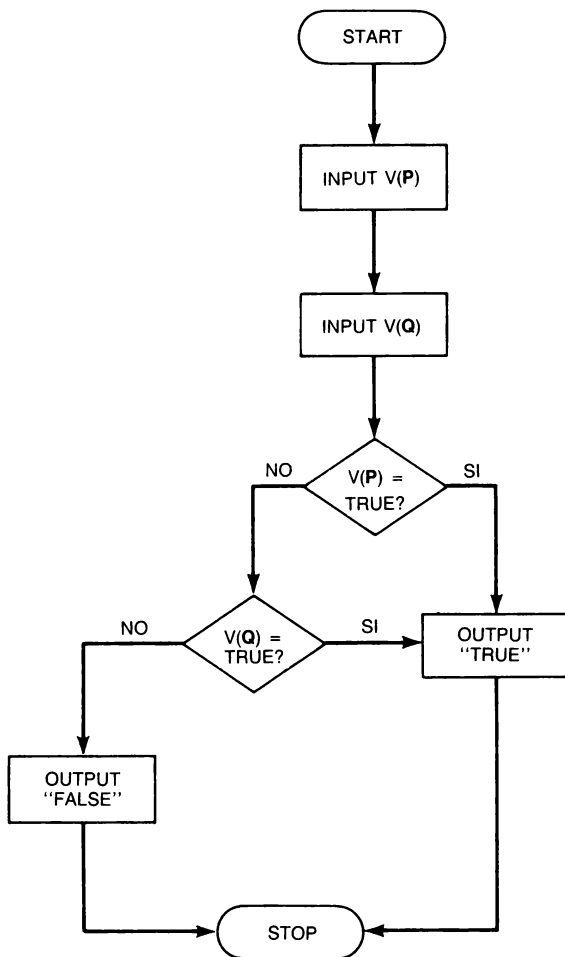 START
INPUT V(P)
INPUT V(Q)
NO
V(P) =
TRUE?
SI
NO
V(Q) =
TRUE?
SI
OUTPUT
‘‘TRUE’’
OUTPUT
‘‘FALSE’’
STOP